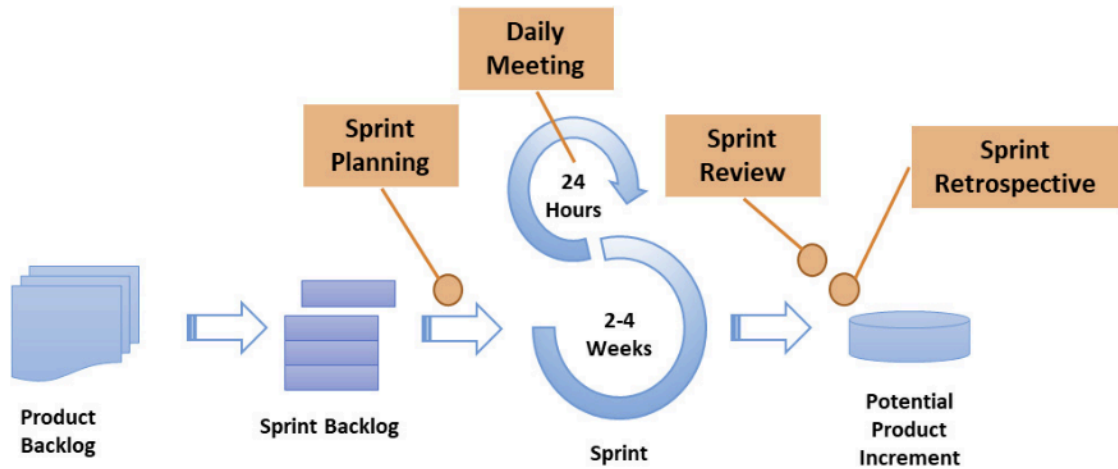 Daily
Meeting
Sprint
Planning
Sprint
Review
Sprint
Retrospective
24
Hours
2-4
Weeks
Product
Backlog
Sprint Backlog
Sprint
Potential
Product
Increment